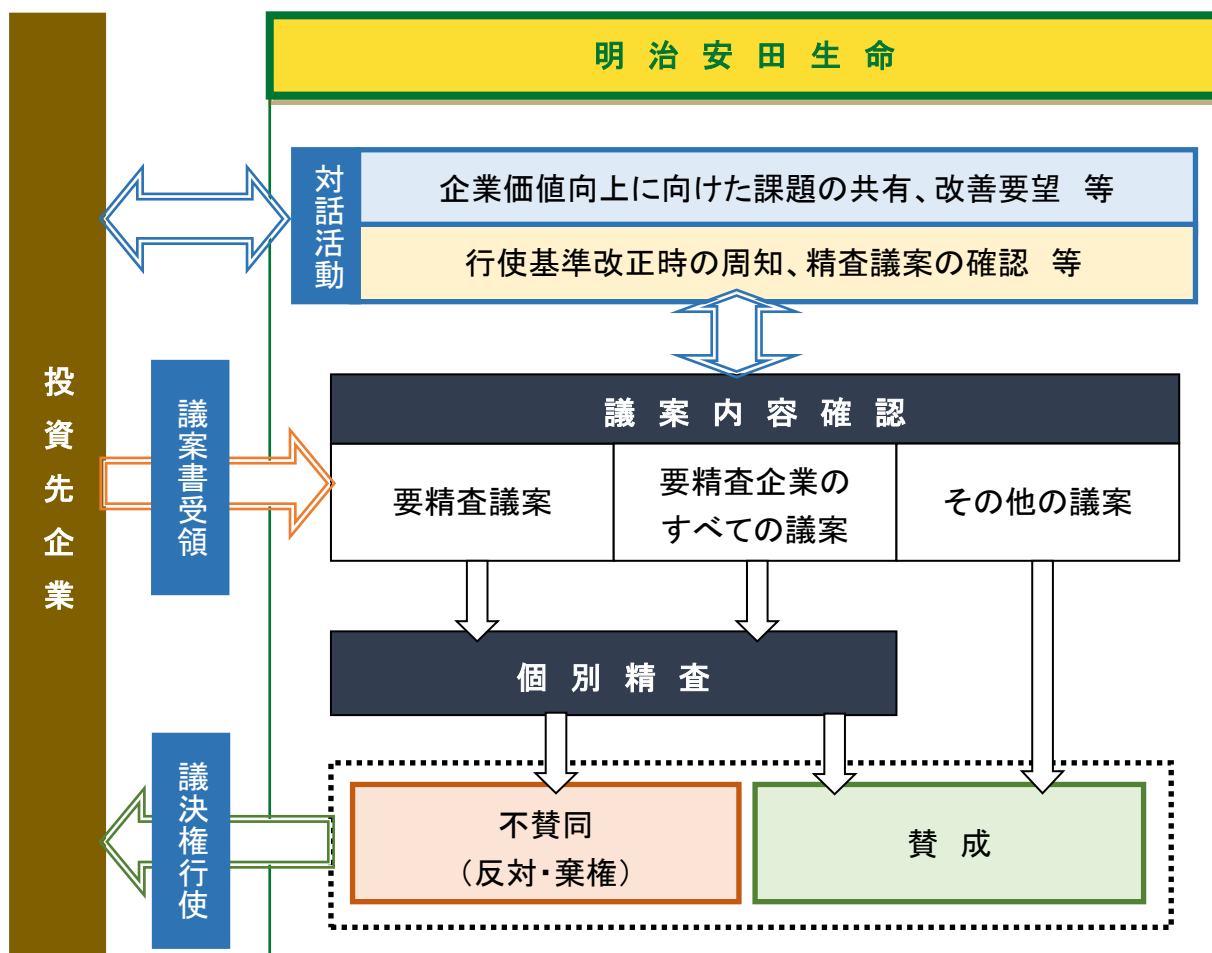 明治安田生命
投資先企業
対話活動
企業価値向上に向けた課題の共有、改善要望 等
行使基準改正時の周知、精査議案の確認 等
議案書受領
議案内容確認
要精査議案
要精査企業の
すべての議案
その他の議案
個別精査
議決権行使
不賛同
（反対・棄権）
賛成